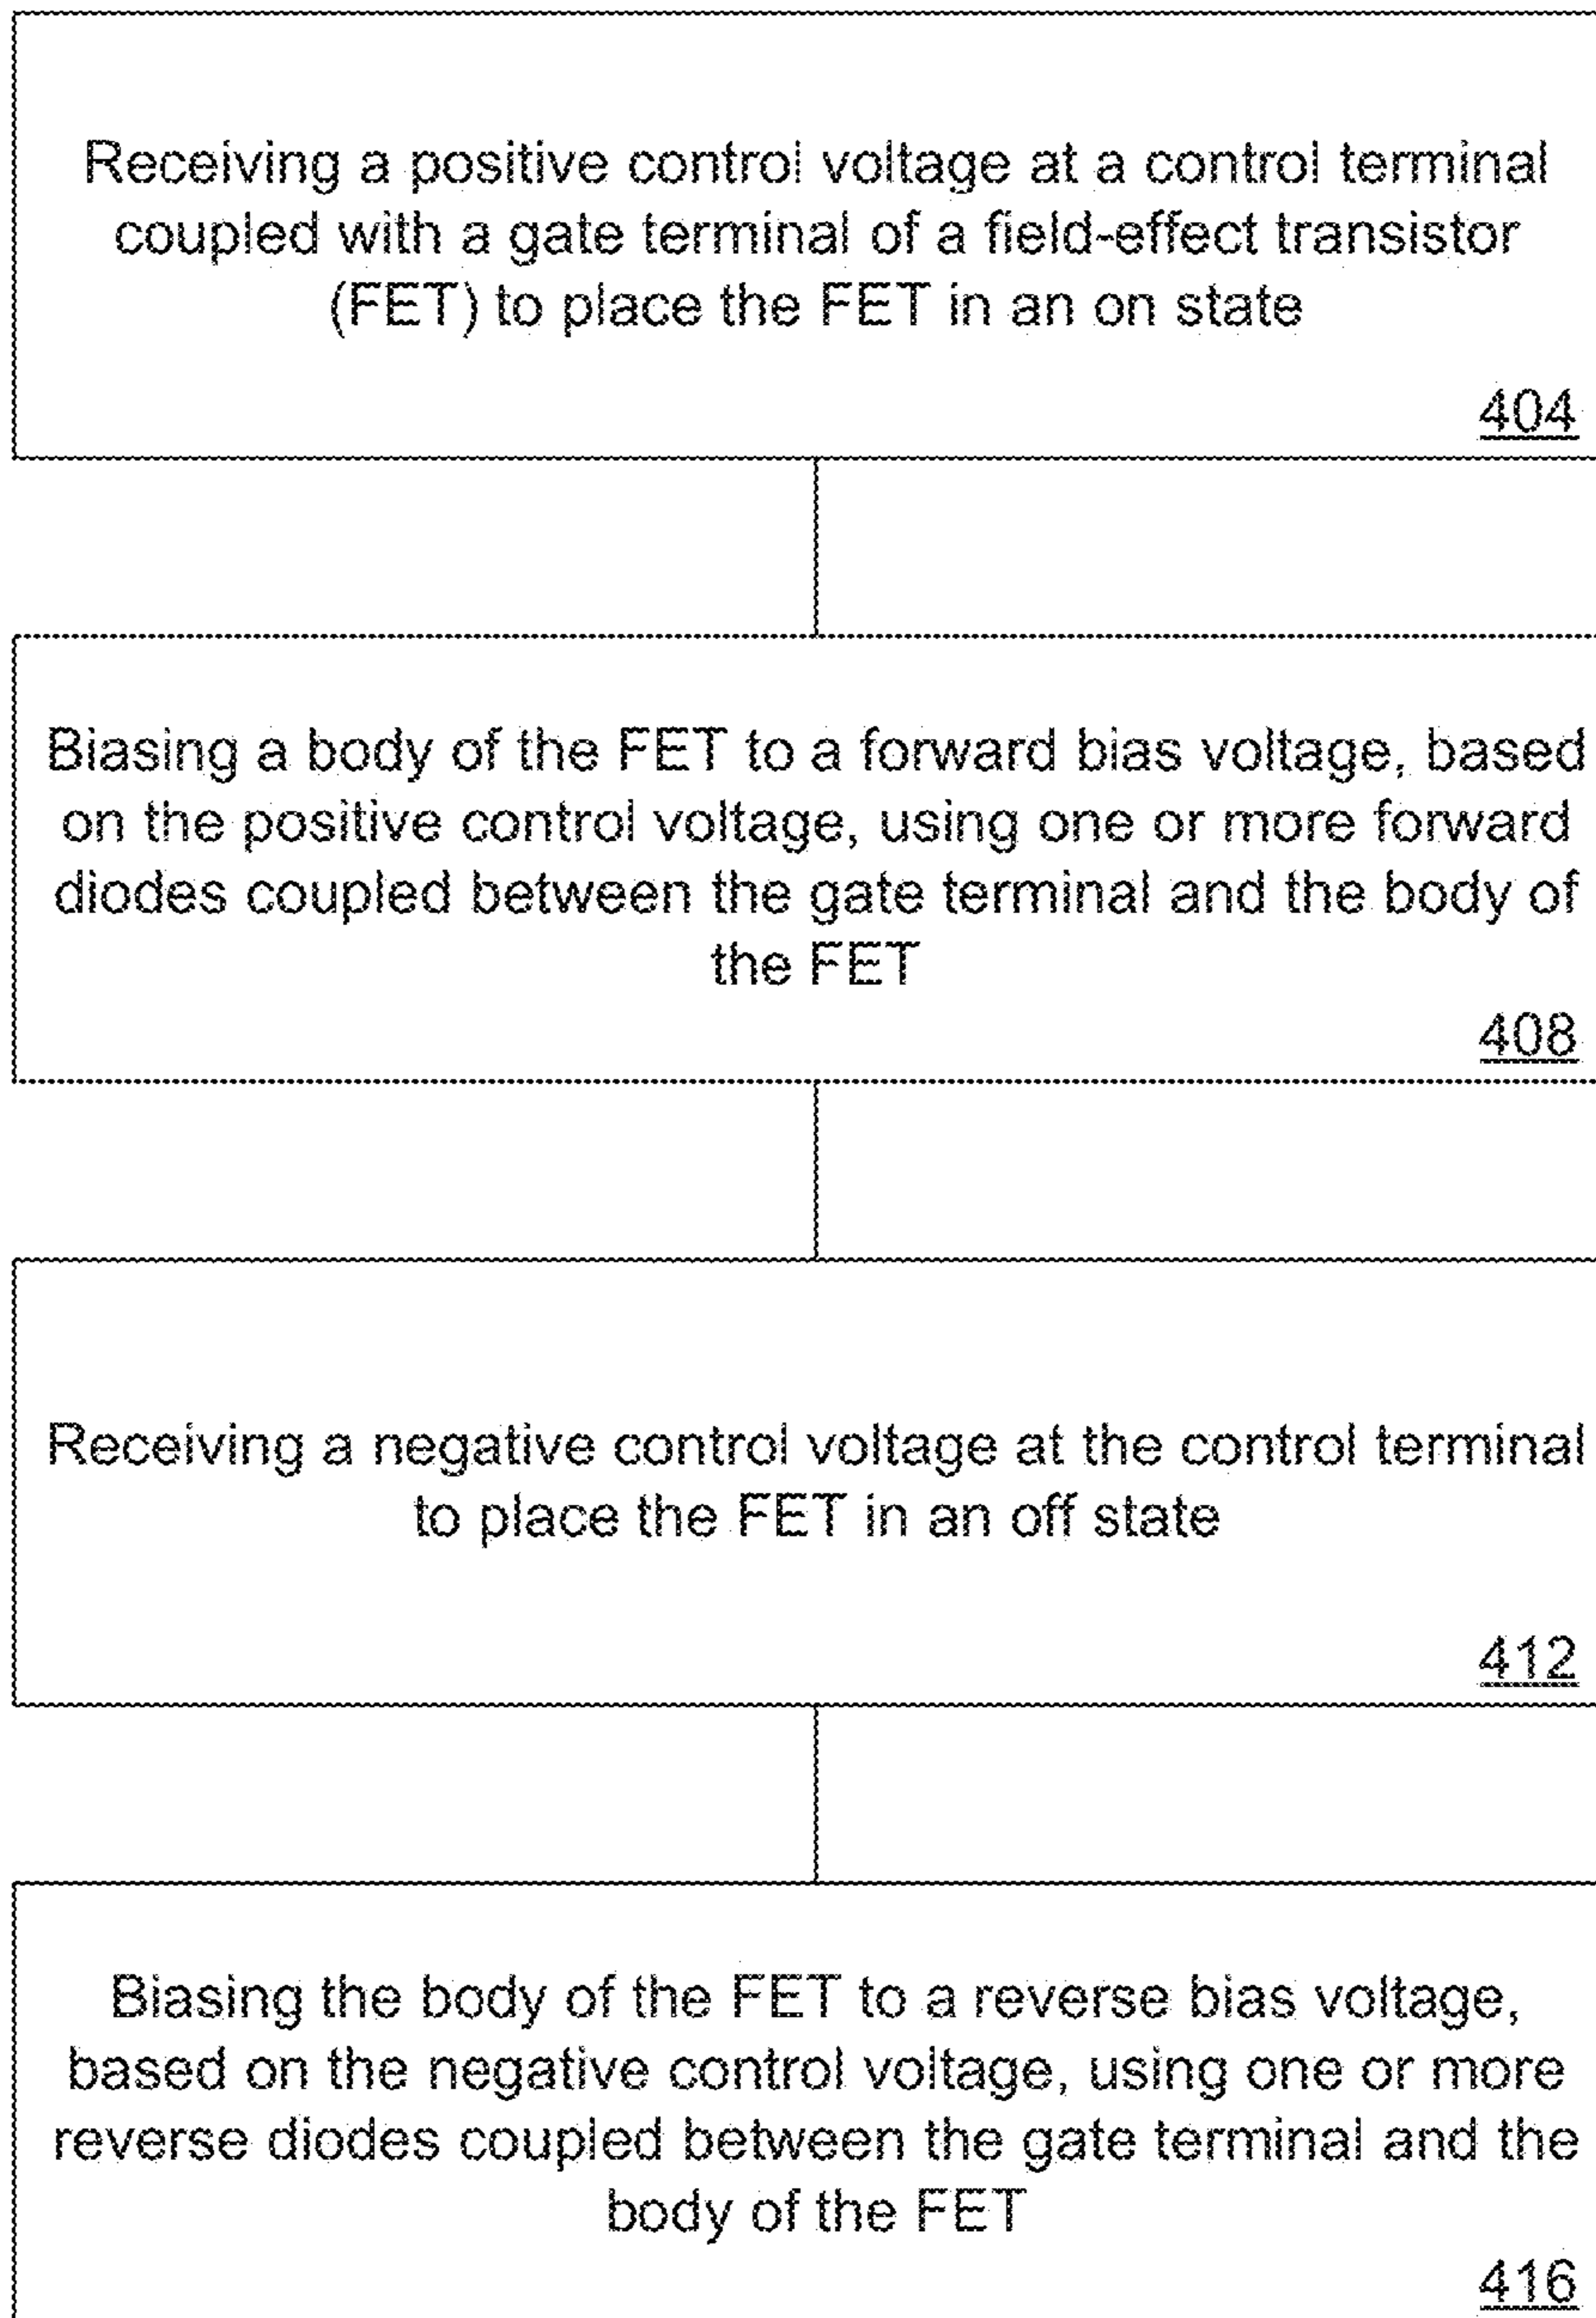 Receiving a positive control voltage at a control terminal
coupled with a gate terminal of a field-effect transistor
(FET) to place the FET in an on state
404
Biasing a body of the FET to a forward bias voltage, based
on the positive control voltage, using one or more forward
diodes coupled between the gate terminal and the body of
the FET
408
Receiving a negative control voltage at the control terminal
to place the FET in an off state
412
Biasing the body of the FET to a reverse bias voltage,
based on the negative control voltage, using one or more
reverse diodes coupled between the gate terminal and the
body of the FET
416